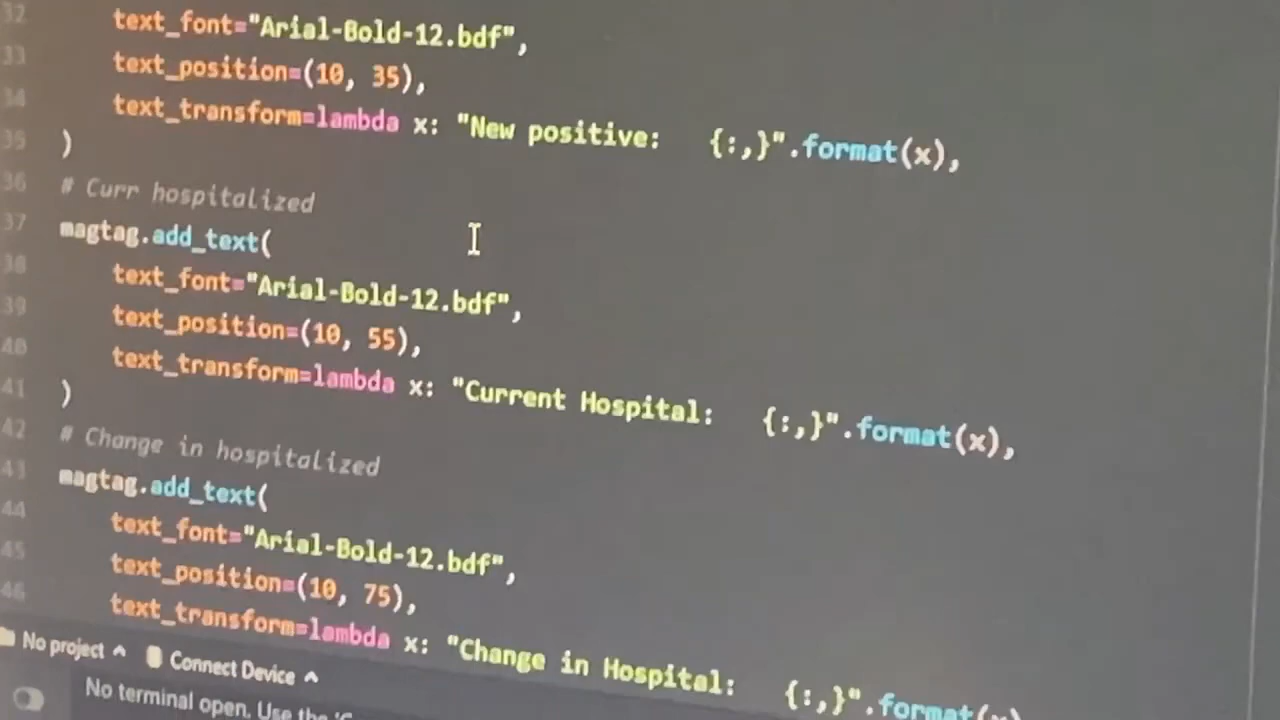 32 text_font="Arial-Bold-12.bdf",
33 text_position=(10, 35),
34 text_transform=lambda x: "New positive:   {:,}".format(x),
35 )
36 # Curr hospitalized
37 magtag.add_text(
38 text_font="Arial-Bold-12.bdf",
39 text_position=(10, 55),
40 text_transform=lambda x: "Current Hospital:   {:,}".format(x),
41 )
42 # Change in hospitalized
43 magtag.add_text(
44 text_font="Arial-Bold-12.bdf",
45 text_position=(10, 75),
46 text_transform=lambda x: "Change in Hospital:   {:,}".format(x)
No project Connect Device
No terminal open. Use the